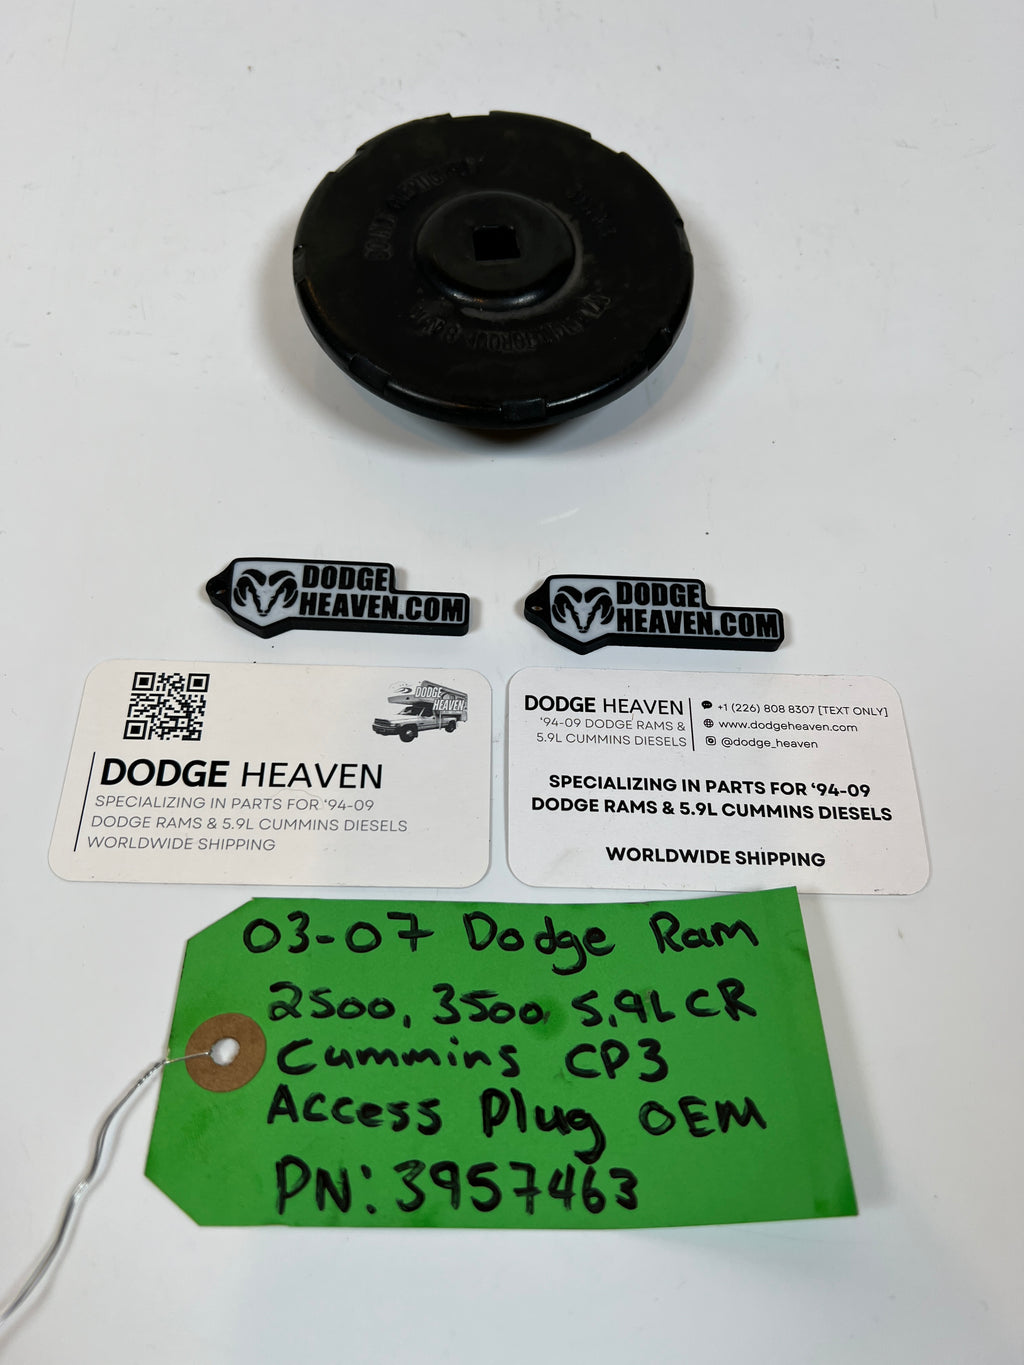 DODGE
HEAVEN.COM
DODGE
HEAVEN.COM
DODGE
HEAVEN
DODGE HEAVEN
SPECIALIZING IN PARTS FOR ‘94-09
DODGE RAMS & 5.9L CUMMINS DIESELS
WORLDWIDE SHIPPING
DODGE HEAVEN
‘94-09 DODGE RAMS &
5.9L CUMMINS DIESELS
+1 (226) 808 8307 [TEXT ONLY]
www.dodgeheaven.com
@dodge_heaven
SPECIALIZING IN PARTS FOR ‘94-09
DODGE RAMS & 5.9L CUMMINS DIESELS
WORLDWIDE SHIPPING
03-07 Dodge Ram
2500, 3500, 5.9L CR
Cummins CP3
Access Plug OEM
PN: 3957463